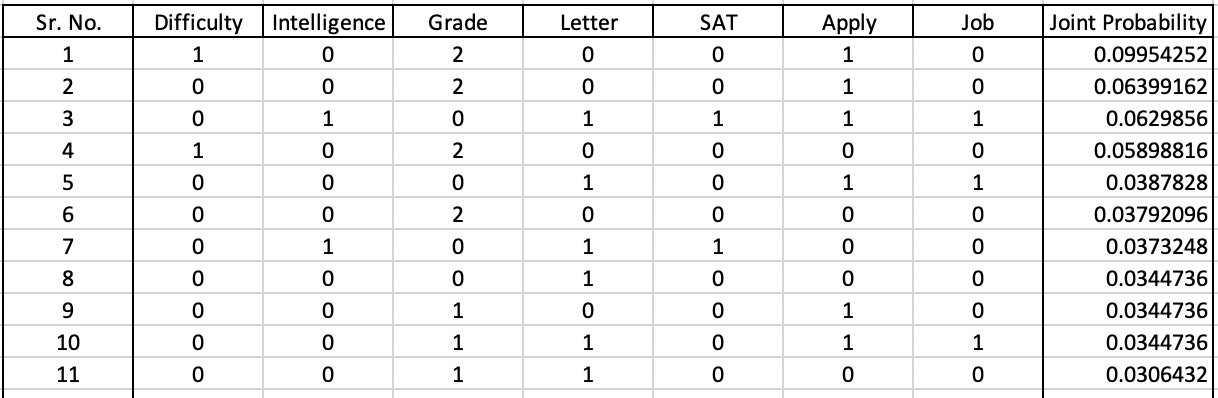 Sr. No. Difficulty Intelligence Grade Letter SAT Apply Job Joint Probability
1 1 0 2 0 0 1 0 0.09954252
2 0 0 2 0 0 1 0 0.06399162
3 0 1 0 1 1 1 1 0.0629856
4 1 0 2 0 0 0 0 0.05898816
5 0 0 0 1 0 1 1 0.0387828
6 0 0 2 0 0 0 0 0.03792096
7 0 1 0 1 1 0 0 0.0373248
8 0 0 0 1 0 0 0 0.0344736
9 0 0 1 0 0 1 0 0.0344736
10 0 0 1 1 0 1 1 0.0344736
11 0 0 1 1 0 0 0 0.0306432